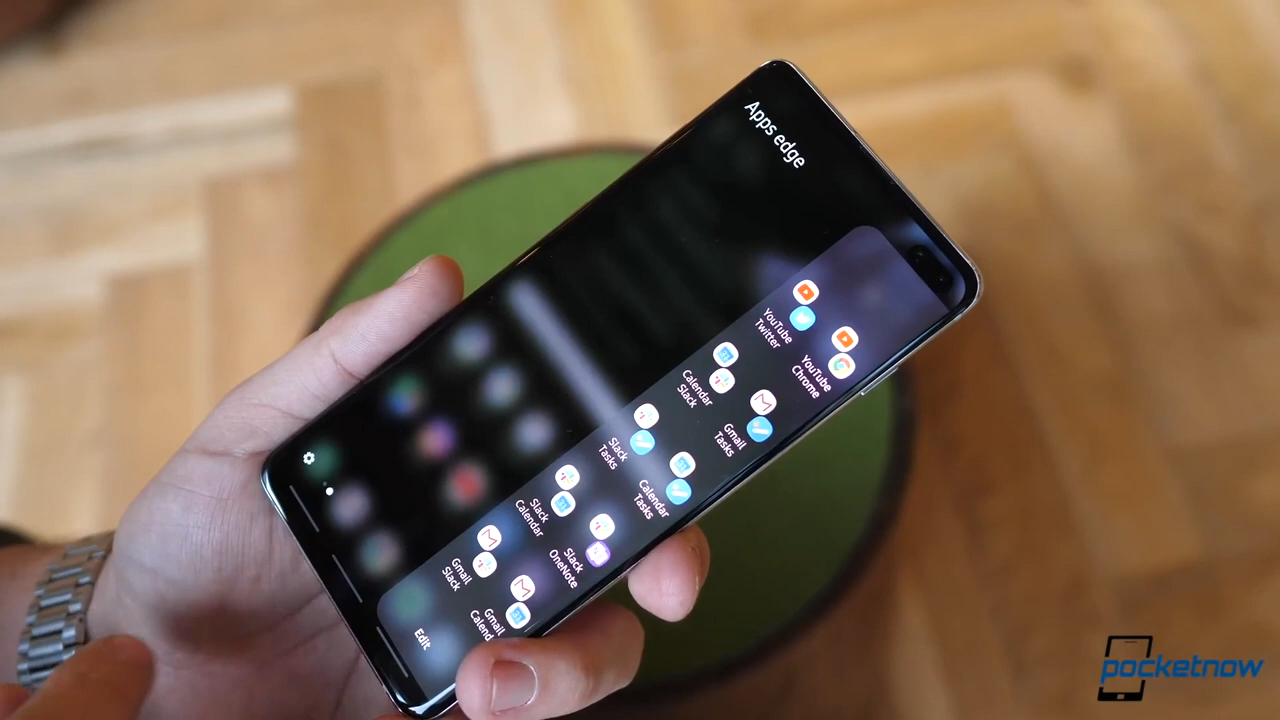 Apps edge
YouTube
Twitter
YouTube
Chrome
Calendar
Slack
Gmail
Tasks
Slack
Tasks
Calendar
Tasks
Slack
Calendar
Slack
OneNote
Gmail
Slack
Gmail
Calend
Edit
pocketnow